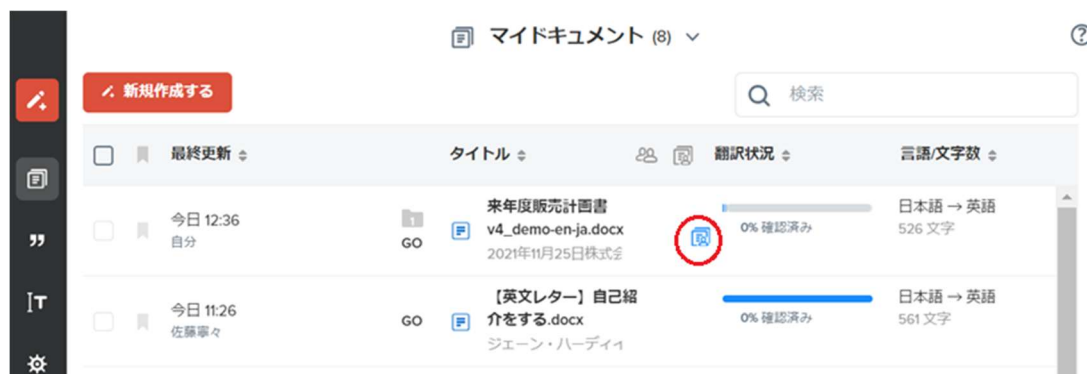 マイドキュメント (8)
新規作成する
検索
最終更新
タイトル
翻訳状況
言語/文字数
今日 12:36
自分
1
GO
来年度販売計画書
v4_demo-en-ja.docx
2021年11月25日株式会
0% 確認済み
日本語 → 英語
526 文字
今日 11:26
佐藤寧々
GO
【英文レター】自己紹
介をする.docx
ジェーン・ハーディ
0% 確認済み
日本語 → 英語
561 文字